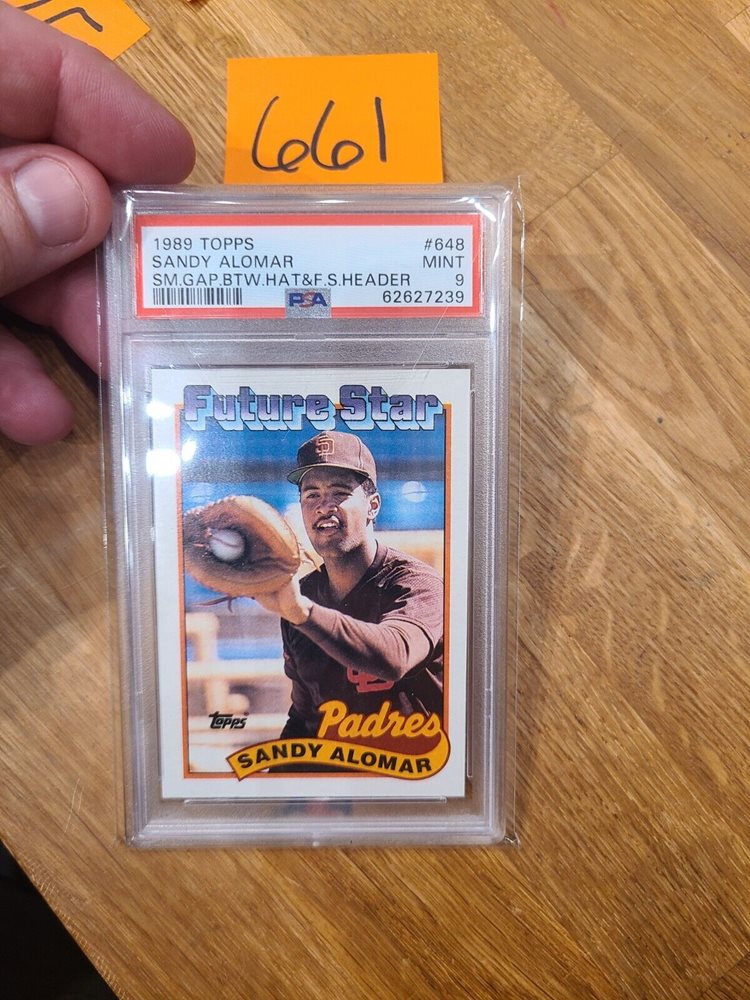 661
1989 TOPPS #648
SANDY ALOMAR MINT
SM.GAP.BTW.HAT&F.S.HEADER 9
PSA 62627239
Future Star
SD
Topps
Padres
SANDY ALOMAR